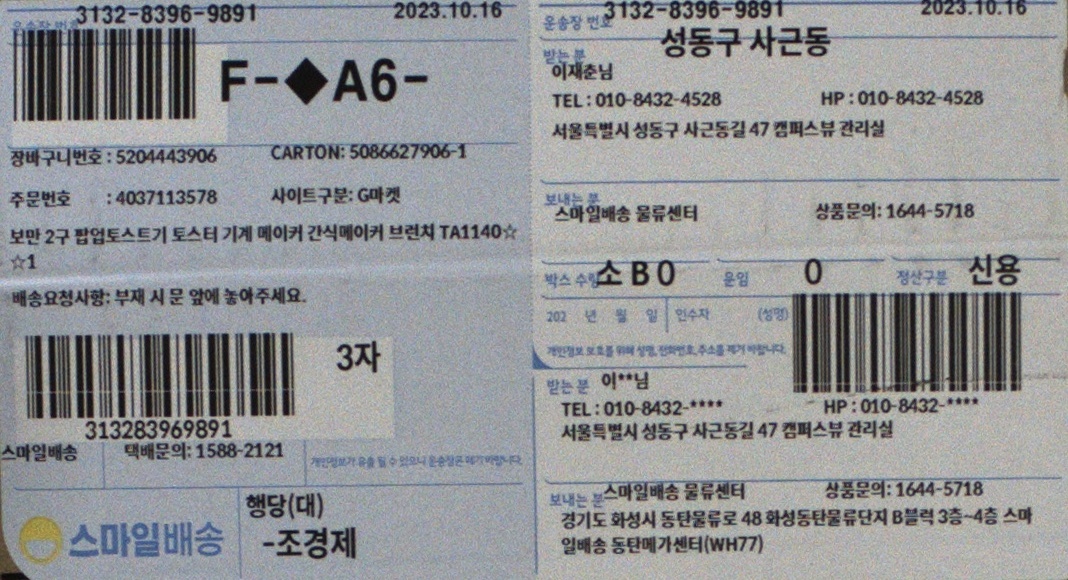 운송장 번호 3132-8396-9891 2023.10.16
F-◆A6-
장바구니번호 : 5204443906 CARTON: 5086627906-1
주문번호 : 4037113578 사이트구분: G마켓
보만 2구 팝업토스트기 토스터 기계 메이커 간식메이커 브런치 TA1140☆
☆1
배송요청사항: 부재 시 문 앞에 놓아주세요.
3자
313283969891
스마일배송 택배문의: 1588-2121
개인정보가 유출 될 수 있으니 운송장은 폐기 바랍니다.
스마일배송
행당(대)
-조경제
운송장 번호 3132-8396-9891 2023.10.16
성동구 사근동
받는 분
이재춘님
TEL : 010-8432-4528 HP : 010-8432-4528
서울특별시 성동구 사근동길 47 캠퍼스뷰 관리실
보내는 분
스마일배송 물류센터 상품문의: 1644-5718
박스 수량 소 B 0 운임 0 정산구분 신용
202 년 월 일 인수자 (성명)
개인정보 보호를 위해 성명, 전화번호, 주소를 폐기 바랍니다.
받는 분 이**님
TEL : 010-8432-**** HP : 010-8432-****
서울특별시 성동구 사근동길 47 캠퍼스뷰 관리실
보내는 분 스마일배송 물류센터 상품문의: 1644-5718
경기도 화성시 동탄물류로 48 화성동탄물류단지 B블럭 3층~4층 스마
일배송 동탄메가센터(WH77)